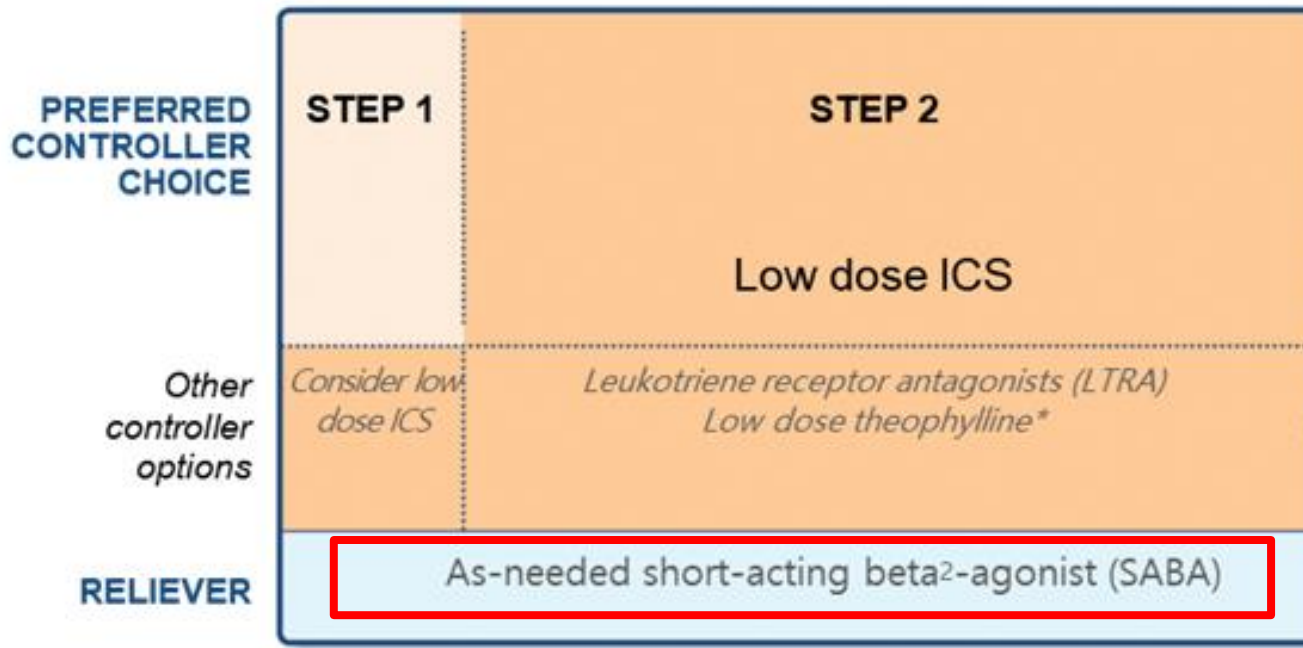 PREFERRED
CONTROLLER
CHOICE
STEP 1
STEP 2
Low dose ICS
Other
controller
options
Consider low
dose ICS
Leukotriene receptor antagonists (LTRA)
Low dose theophylline*
RELIEVER
As-needed short-acting beta2-agonist (SABA)